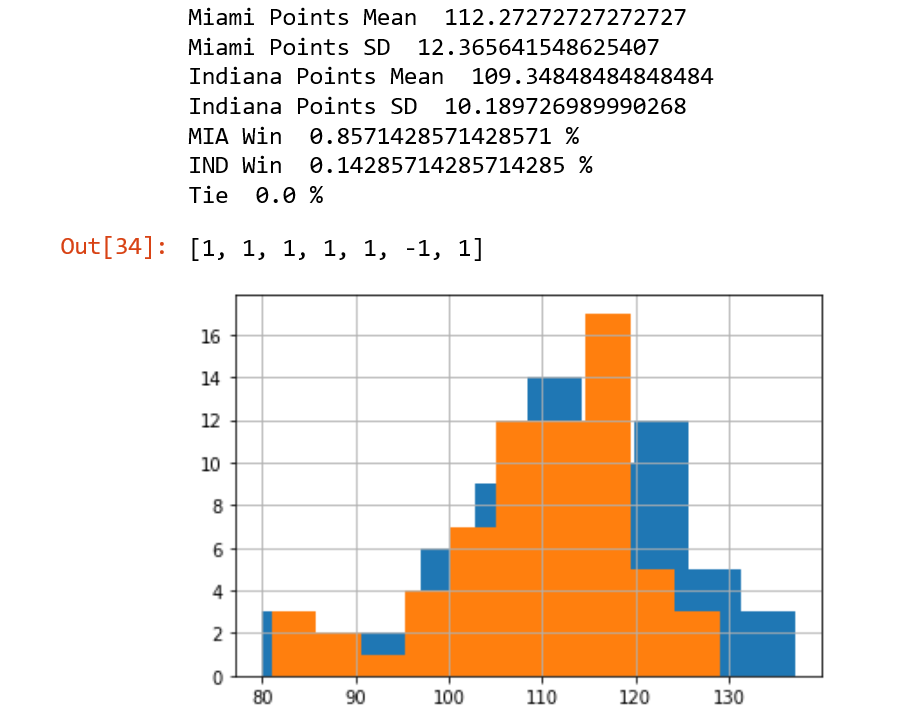 Miami Points Mean  112.27272727272727
Miami Points SD  12.365641548625407
Indiana Points Mean  109.34848484848484
Indiana Points SD  10.189726989990268
MIA Win  0.8571428571428571 %
IND Win  0.14285714285714285 %
Tie  0.0 %
Out[34]: [1, 1, 1, 1, 1, -1, 1]
16
14
12
10
8
6
4
2
0
80 90 100 110 120 130